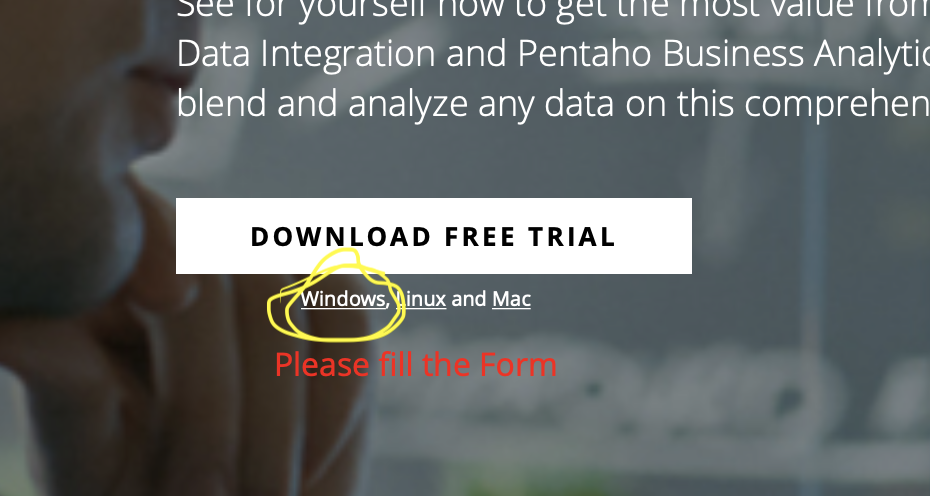 See for yourself how to get the most value from
Data Integration and Pentaho Business Analytic
blend and analyze any data on this comprehen
DOWNLOAD FREE TRIAL
Windows, Linux and Mac
Please fill the Form